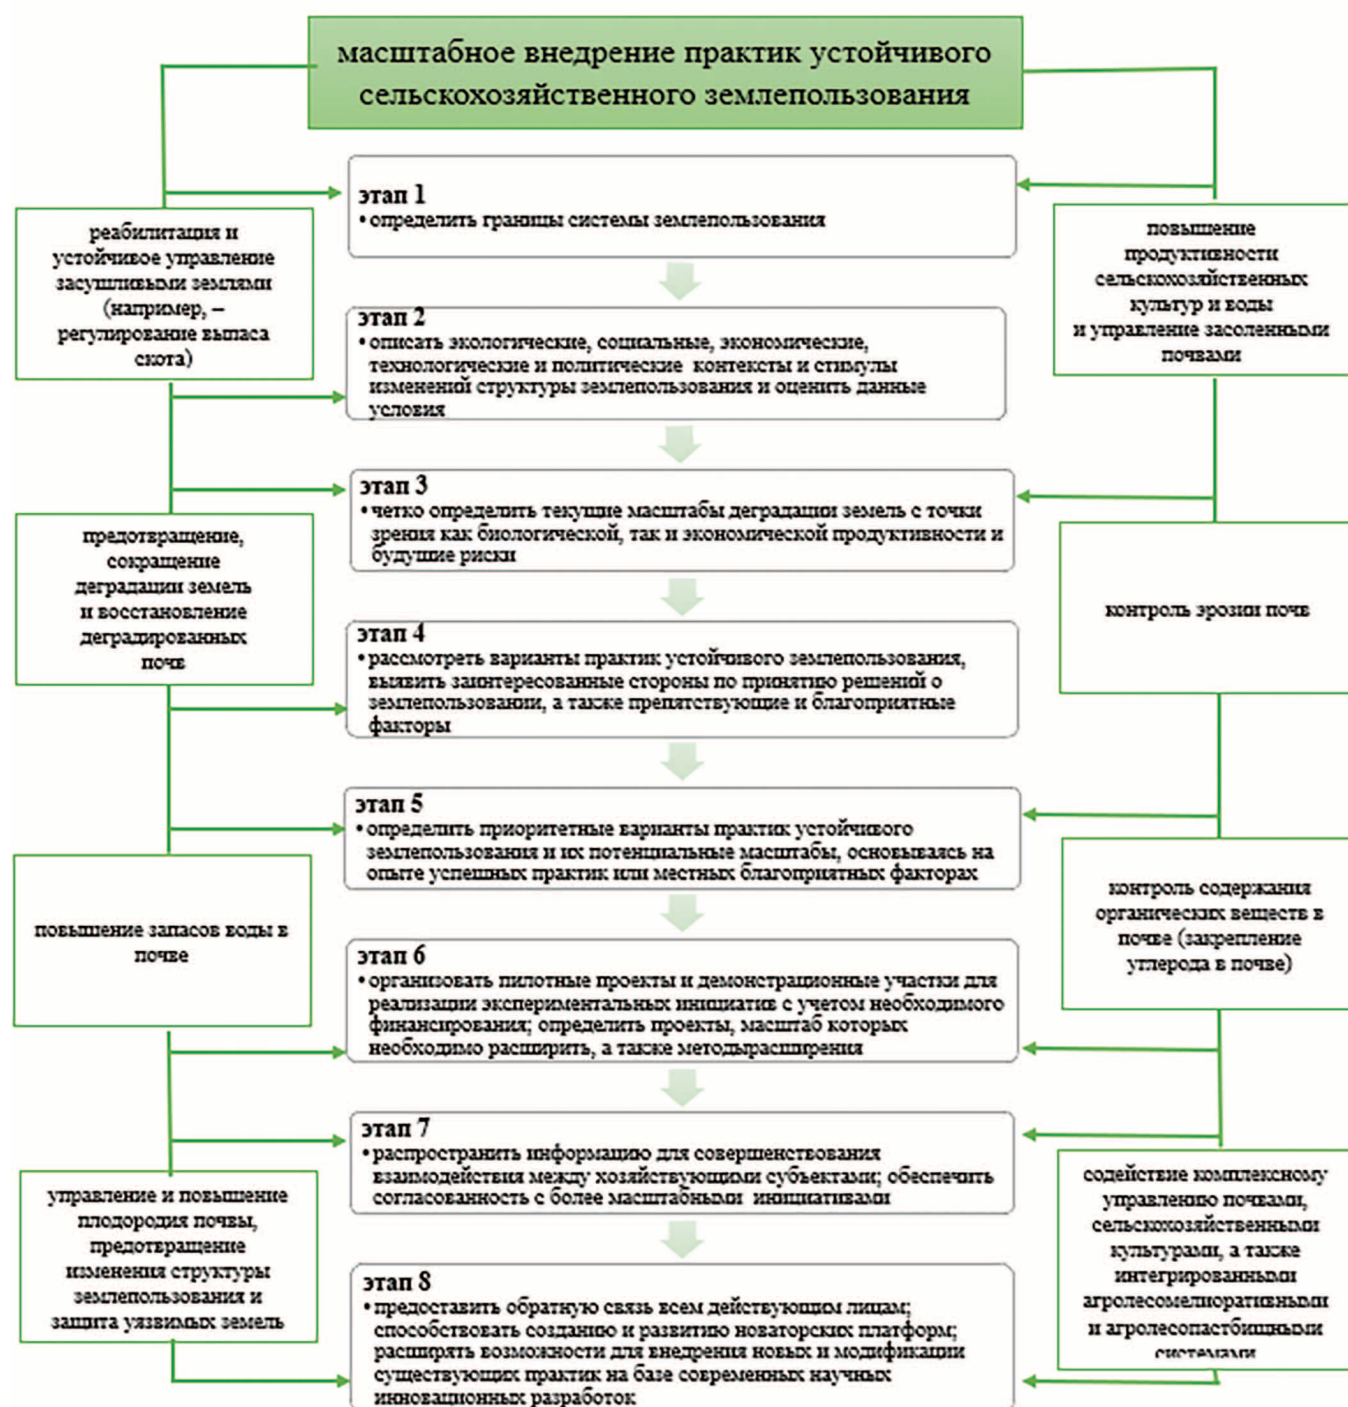 масштабное внедрение практик устойчивого
сельскохозяйственного землепользования
этап 1
• определить границы системы землепользования
реабилитация и
устойчивое управление
засушливыми землями
(например, –
регулирование выпаса
скота)
повышение
продуктивности
сельскохозяйственных
культур и воды
и управление засоленными
почвами
этап 2
• описать экологические, социальные, экономические,
технологические и политические контексты и стимулы
изменений структуры землепользования и оценить данные
условия
этап 3
• четко определить текущие масштабы деградации земель с точки
зрения как биологической, так и экономической продуктивности и
будущие риски
предотвращение,
сокращение
деградации земель
и восстановление
деградированных
почв
контроль эрозии почв
этап 4
• рассмотреть варианты практик устойчивого землепользования,
выявить заинтересованные стороны по принятию решений о
землепользовании, а также препятствующие и благоприятные
факторы
этап 5
• определить приоритетные варианты практик устойчивого
землепользования и их потенциальные масштабы, основываясь на
опыте успешных практик или местных благоприятных факторах
повышение запасов воды в
почве
контроль содержания
органических веществ в
почве (закрепление
углерода в почве)
этап 6
• организовать пилотные проекты и демонстрационные участки для
реализации экспериментальных инициатив с учетом необходимого
финансирования; определить проекты, масштаб которых
необходимо расширить, а также методырасширения
этап 7
• распространить информацию для совершенствования
взаимодействия между хозяйствующими субъектами; обеспечить
согласованность с более масштабными инициативами
управление и повышение
плодородия почвы,
предотвращение
изменения структуры
землепользования и
защита уязвимых земель
содействие комплексному
управлению почвами,
сельскохозяйственными
культурами, а также
интегрированными
агролесомелиоративными
и агролесопастбищными
системами
этап 8
• предоставить обратную связь всем действующим лицам;
способствовать созданию и развитию новаторских платформ;
расширять возможности для внедрения новых и модификации
существующих практик на базе современных научных
инновационных разработок